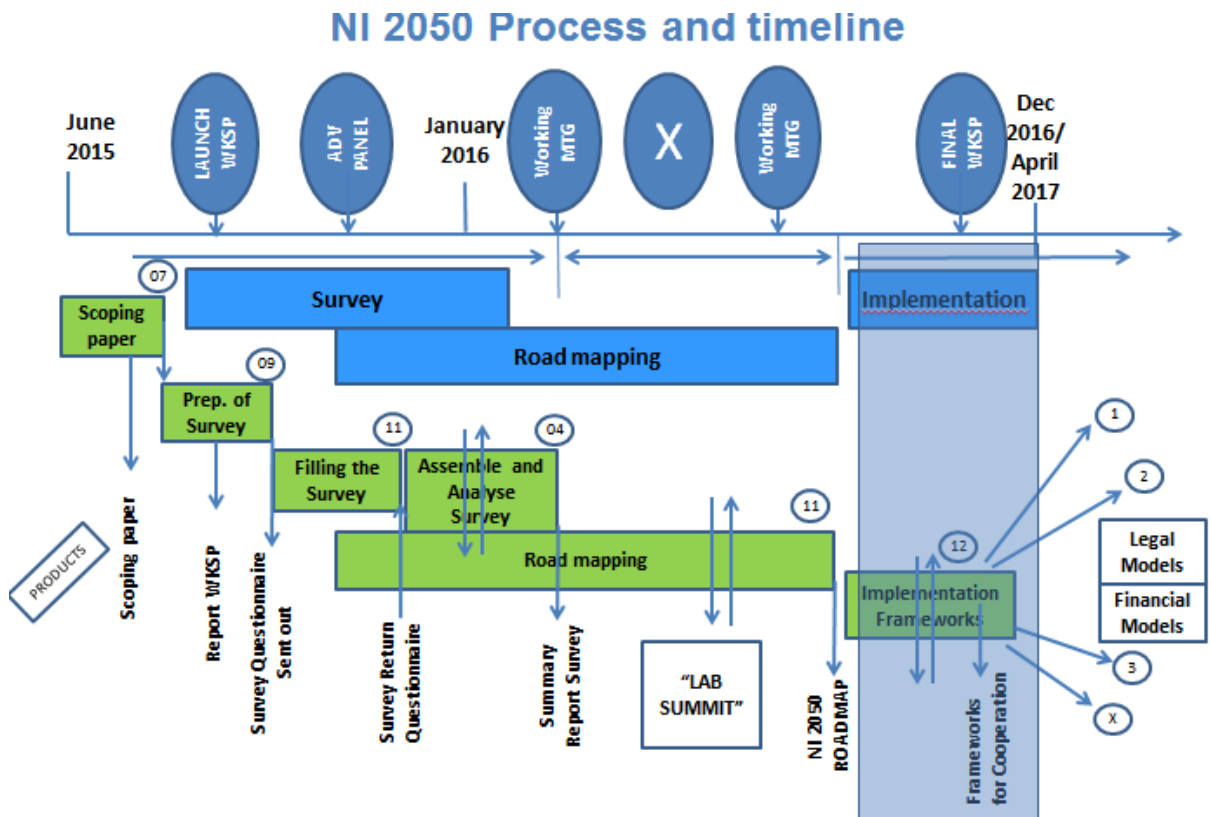 NI 2050 Process and timeline
June
2015
LAUNCH
WKSP
ADV
PANEL
January
2016
Working
MTG
X
Working
MTG
FINAL
WKSP
Dec
2016/
April
2017
07
Survey
Implementation
Scoping
paper
Road mapping
09
Prep. of
Survey
11
04
1
Filling the
Survey
Assemble and
Analyse
Survey
2
11
Road mapping
12
Legal
Models
Implementation
Frameworks
Financial
Models
PRODUCTS
Scoping paper
Report WKSP
Survey Questionnaire
Sent out
Survey Return
Questionnaire
Summary
Report Survey
“LAB
SUMMIT”
NI 2050
ROADMAP
Frameworks
for Cooperation
3
X